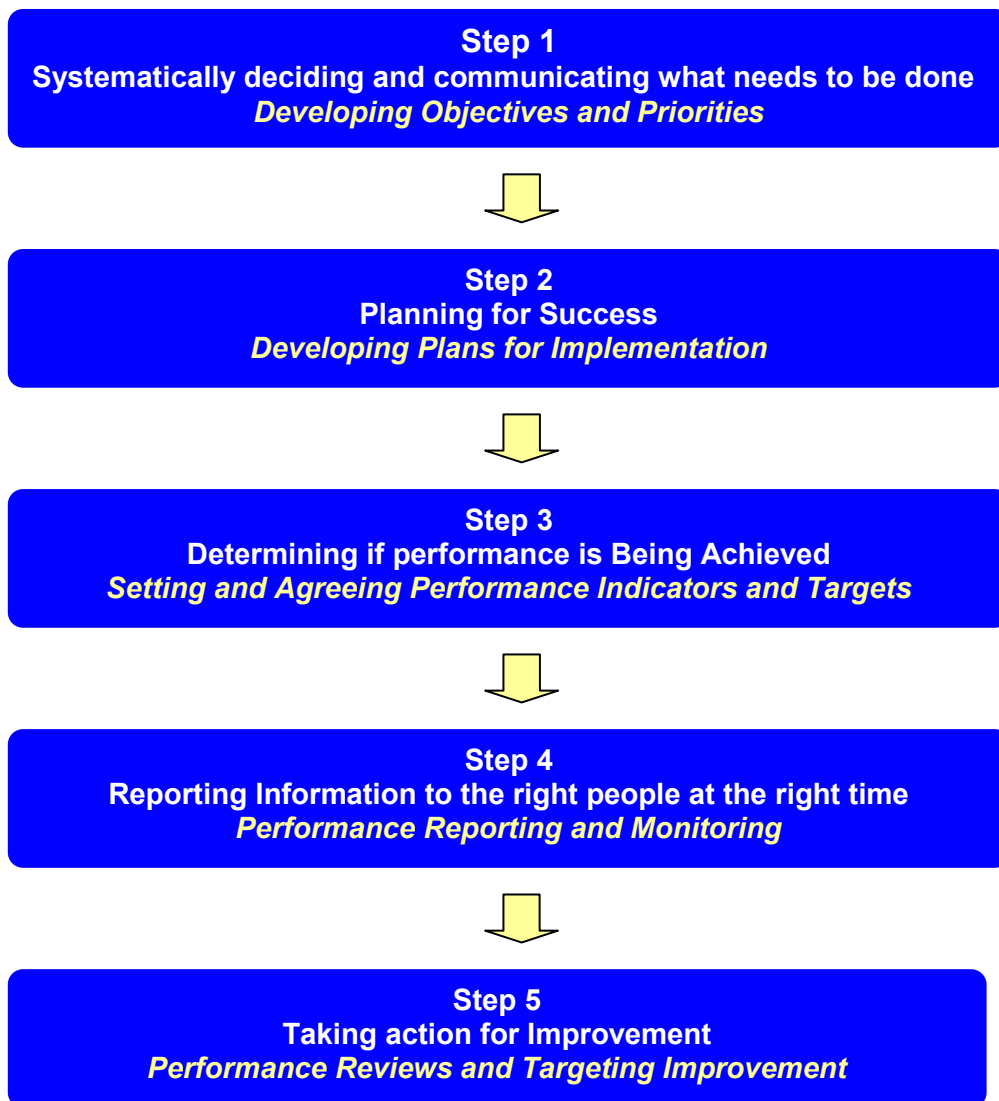 Step 1
Systematically deciding and communicating what needs to be done
Developing Objectives and Priorities
Step 2
Planning for Success
Developing Plans for Implementation
Step 3
Determining if performance is Being Achieved
Setting and Agreeing Performance Indicators and Targets
Step 4
Reporting Information to the right people at the right time
Performance Reporting and Monitoring
Step 5
Taking action for Improvement
Performance Reviews and Targeting Improvement